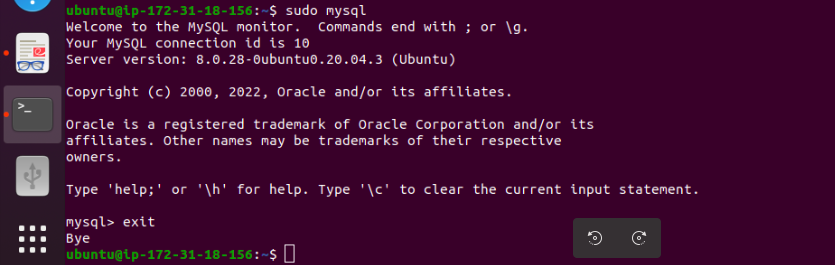 ubuntu@ip-172-31-18-156:~$ sudo mysql
Welcome to the MySQL monitor.  Commands end with ; or \g.
Your MySQL connection id is 10
Server version: 8.0.28-0ubuntu0.20.04.3 (Ubuntu)
Copyright (c) 2000, 2022, Oracle and/or its affiliates.
Oracle is a registered trademark of Oracle Corporation and/or its
affiliates. Other names may be trademarks of their respective
owners.
Type 'help;' or '\h' for help. Type '\c' to clear the current input statement.
mysql> exit
Bye
ubuntu@ip-172-31-18-156:~$